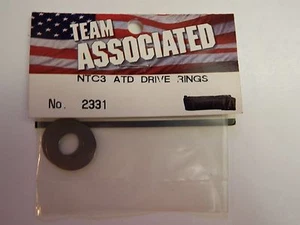 TEAM
ASSOCIATED
NTC3 ATD DRIVE RINGS
No. 2331